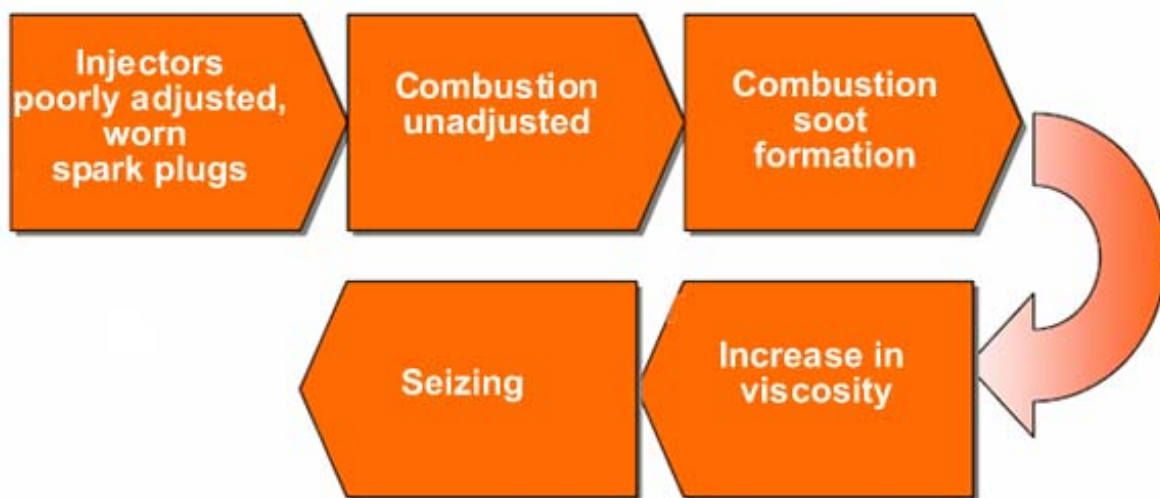 Injectors
poorly adjusted,
worn
spark plugs
Combustion
unadjusted
Combustion
soot
formation
Increase in
viscosity
Seizing